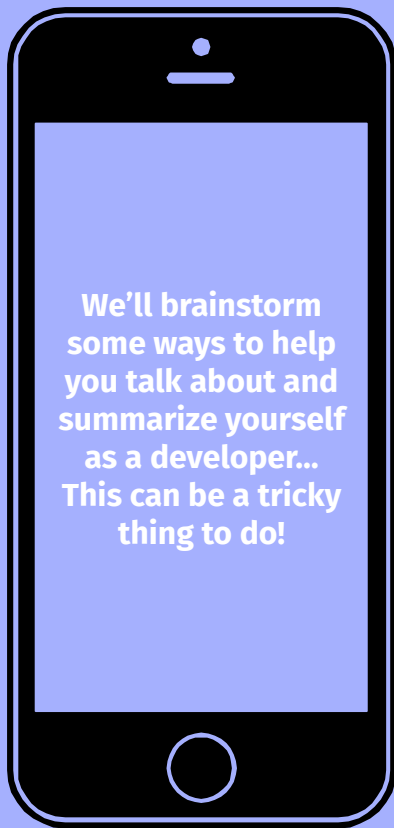 We’ll brainstorm
some ways to help
you talk about and
summarize yourself
as a developer...
This can be a tricky
thing to do!